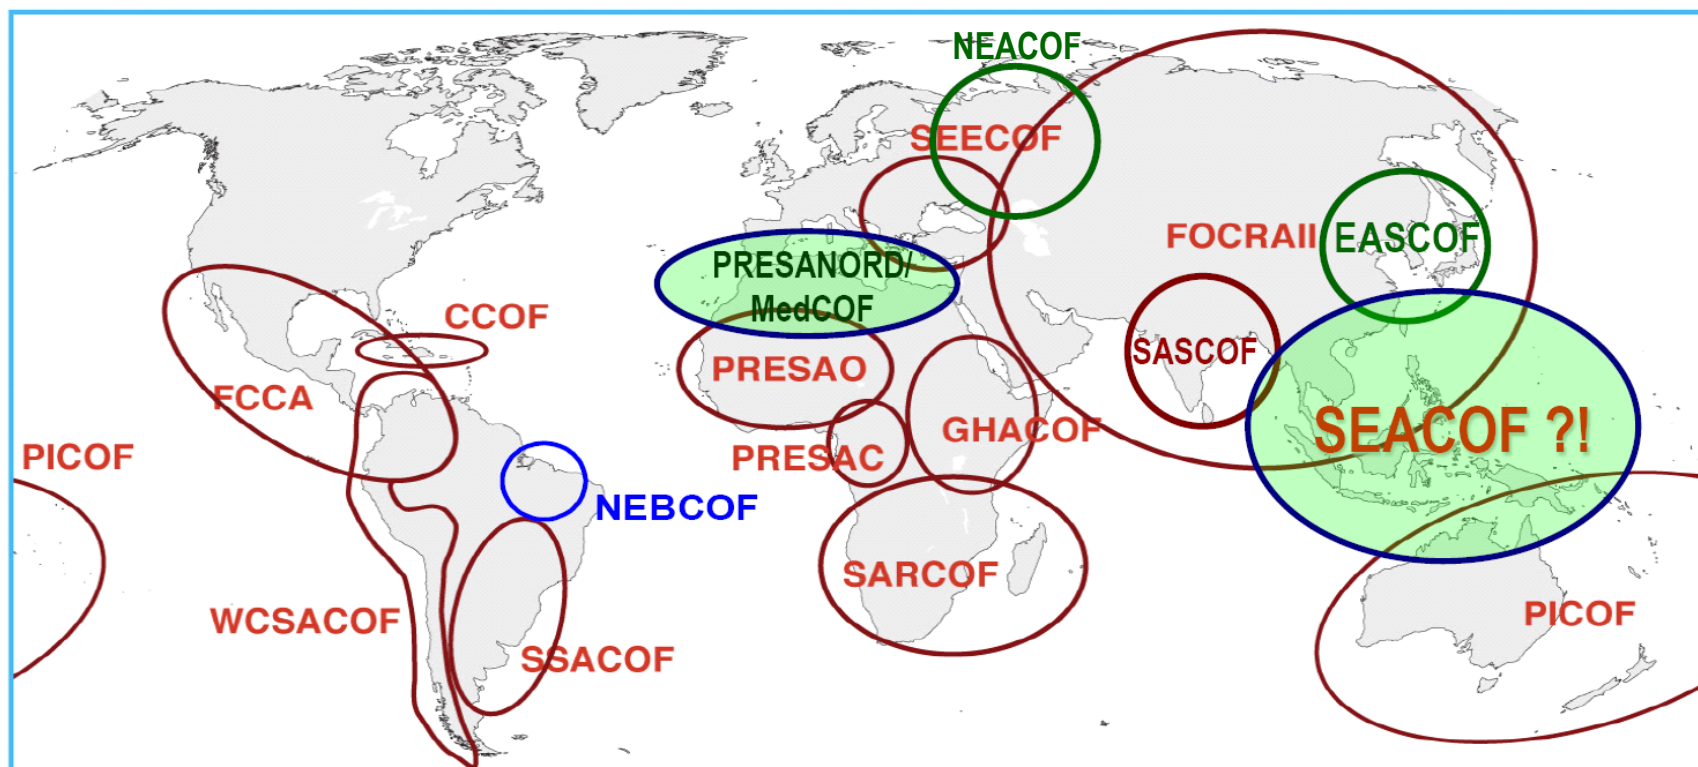 NEACOF
SEECOF
FOCRAII
EASCOF
PRESANORD/
MedCOF
CCOF
SASCOF
PRESAO
FCCA
GHACOF
SEACOF ?!
PICOF
PRESAC
NEBCOF
SARCOF
WCSACOF
PICOF
SSACOF